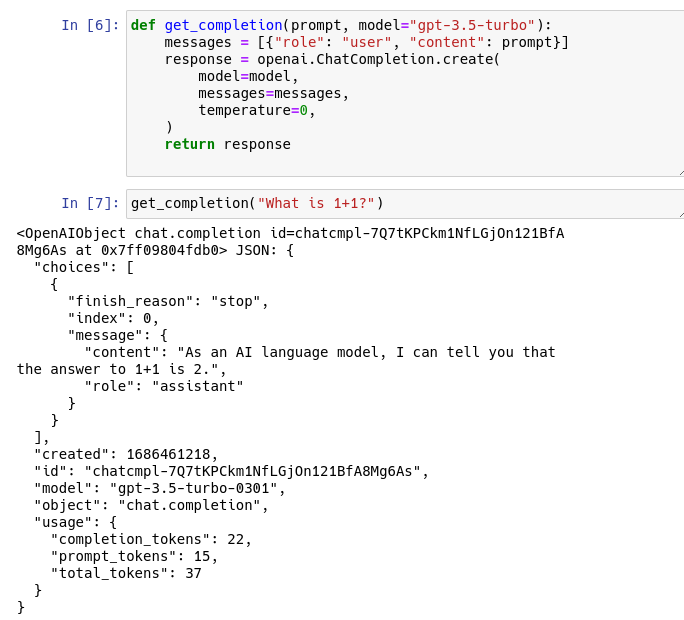 In [6]: def get_completion(prompt, model="gpt-3.5-turbo"):
    messages = [{"role": "user", "content": prompt}]
    response = openai.ChatCompletion.create(
        model=model,
        messages=messages,
        temperature=0,
    )
    return response
In [7]: get_completion("What is 1+1?")
<OpenAIObject chat.completion id=chatcmpl-7Q7tKPCkm1NfLGjOn121BfA
8Mg6As at 0x7ff09804fdb0> JSON: {
  "choices": [
    {
      "finish_reason": "stop",
      "index": 0,
      "message": {
        "content": "As an AI language model, I can tell you that
the answer to 1+1 is 2.",
        "role": "assistant"
      }
    }
  ],
  "created": 1686461218,
  "id": "chatcmpl-7Q7tKPCkm1NfLGjOn121BfA8Mg6As",
  "model": "gpt-3.5-turbo-0301",
  "object": "chat.completion",
  "usage": {
    "completion_tokens": 22,
    "prompt_tokens": 15,
    "total_tokens": 37
  }
}